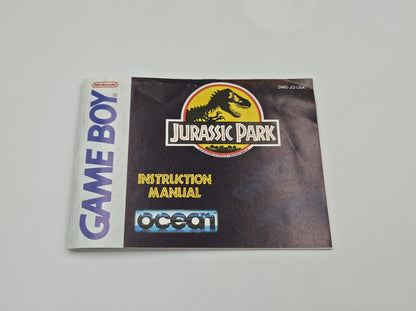 Nintendo
GAME BOY
DMG-JQ-USA
JURASSIC PARK
INSTRUCTION
MANUAL
ocean